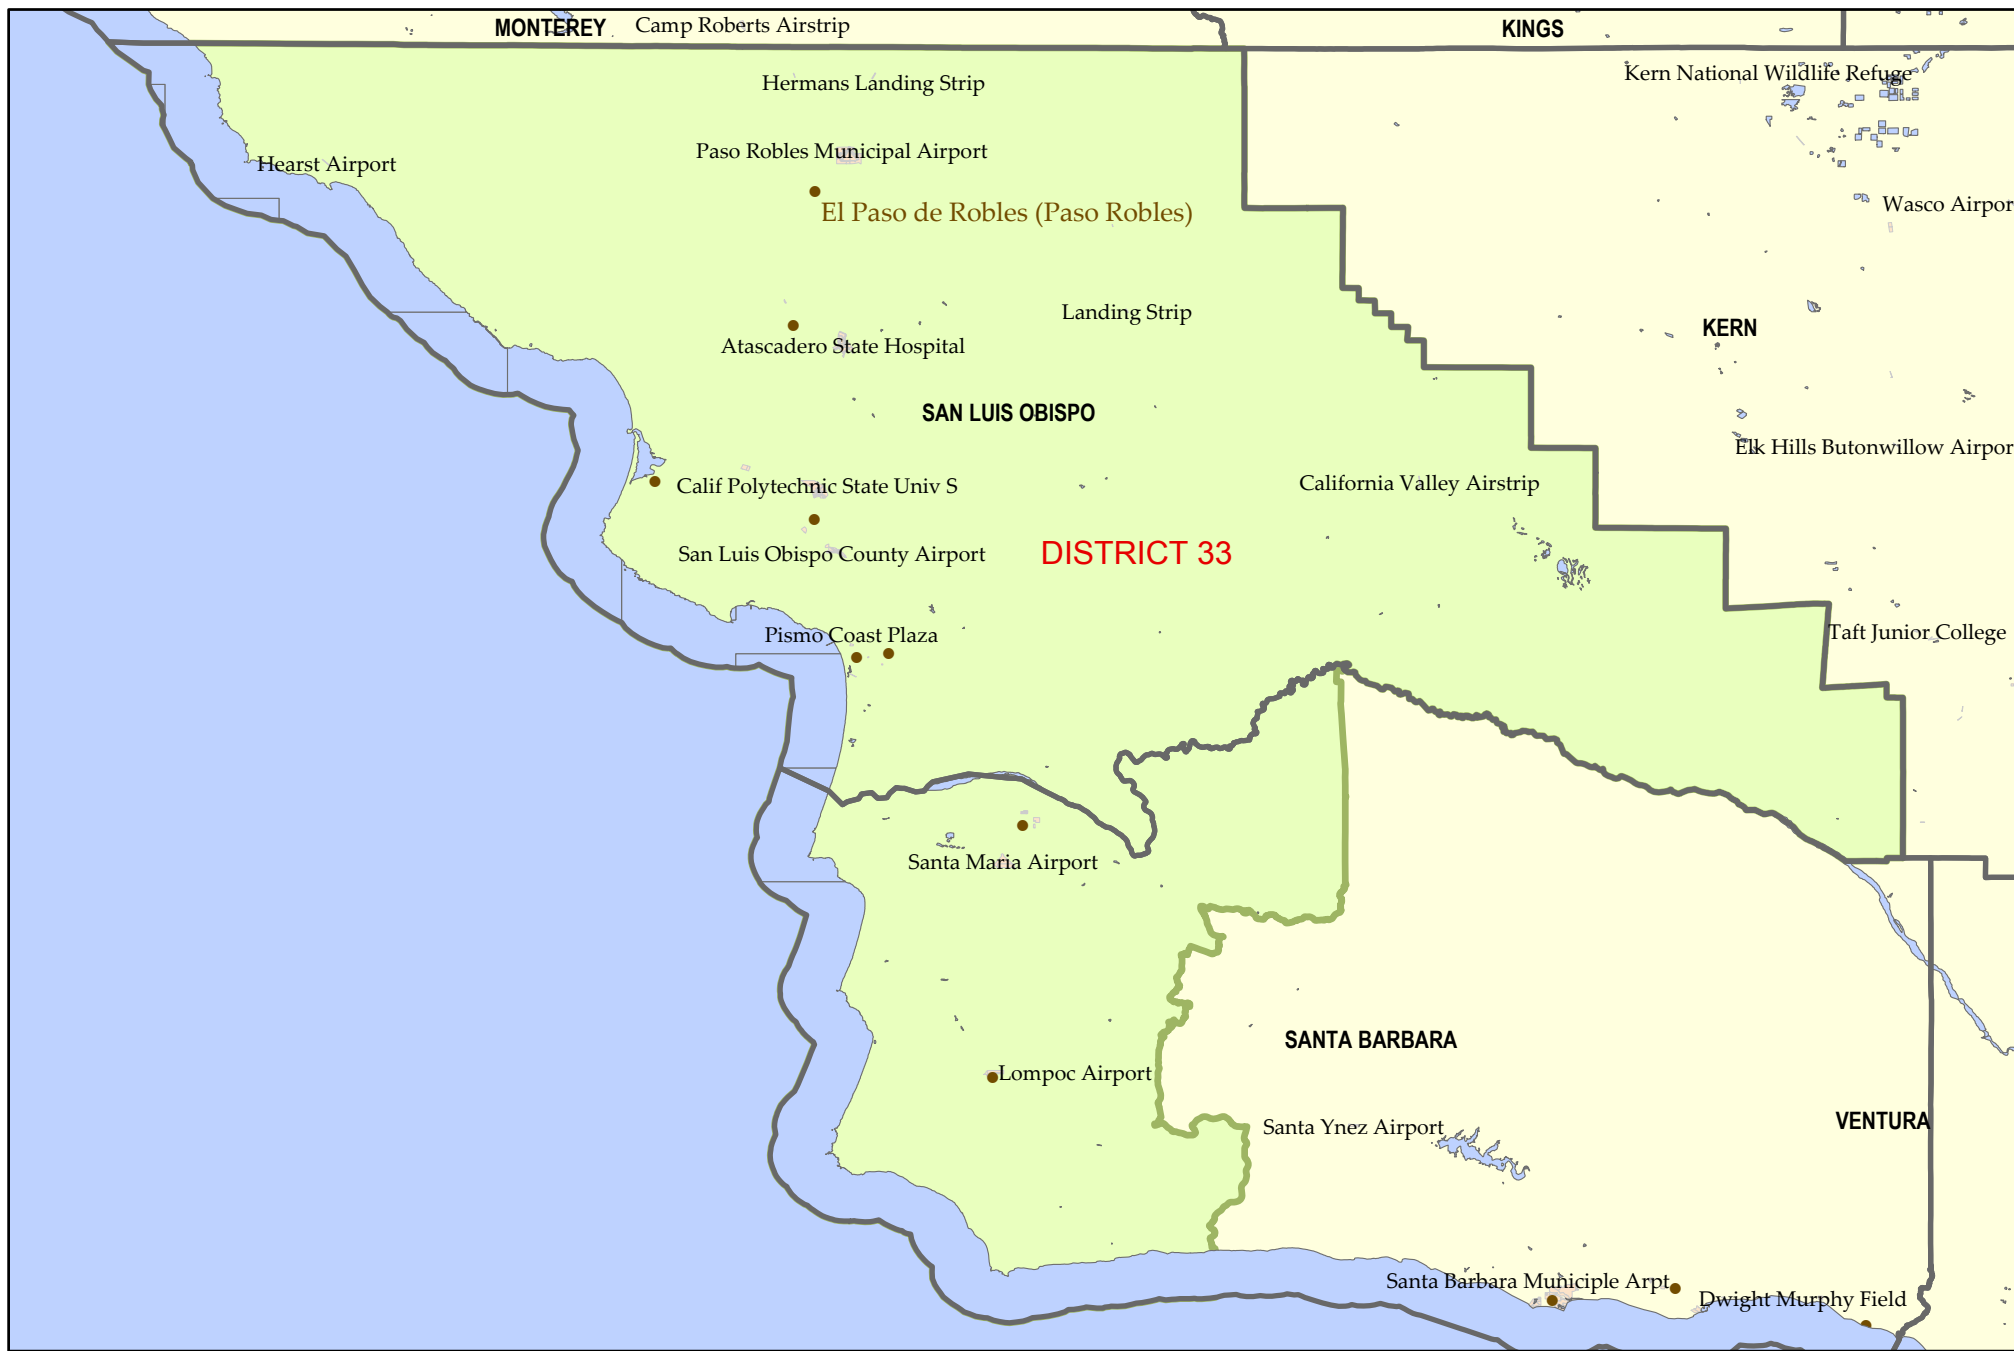 MONTEREY
Camp Roberts Airstrip
KINGS
Kern National Wildlife Refuge
Hermans Landing Strip
Paso Robles Municipal Airport
Hearst Airport
El Paso de Robles (Paso Robles)
Wasco Airpor
Landing Strip
KERN
Atascadero State Hospital
SAN LUIS OBISPO
Elk Hills Butonwillow Airpor
Calif Polytechnic State Univ S
California Valley Airstrip
San Luis Obispo County Airport
DISTRICT 33
Pismo Coast Plaza
Taft Junior College
Santa Maria Airport
SANTA BARBARA
Lompoc Airport
Santa Ynez Airport
VENTURA
Santa Barbara Municiple Arpt
Dwight Murphy Field